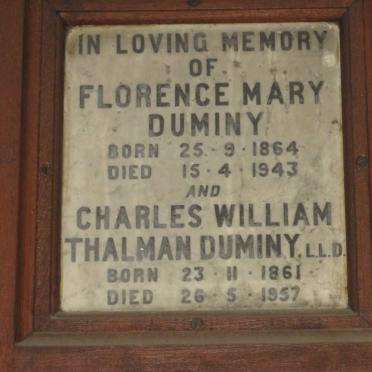 IN LOVING MEMORY
OF
FLORENCE MARY
DUMINY
BORN 25·9·1864
DIED 15·4·1943
AND
CHARLES WILLIAM
THALMAN DUMINY, L.L.D.
BORN 23·11·1861
DIED 26·5·1957